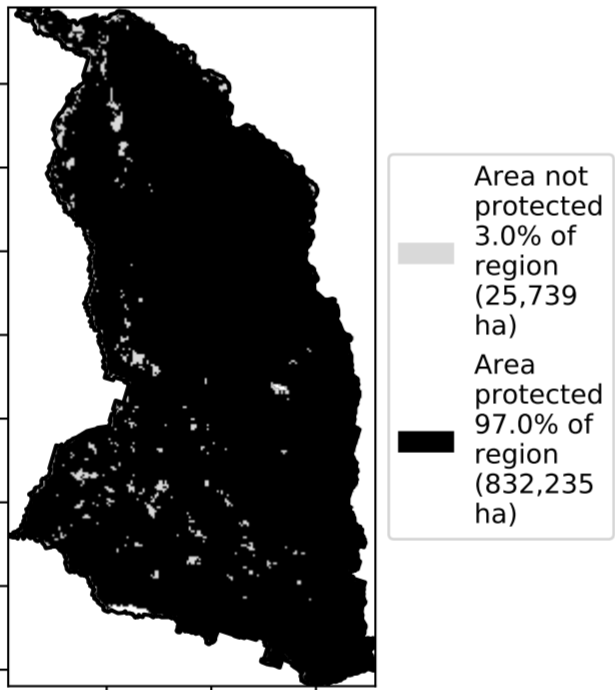 Area not
protected
3.0% of
region
(25,739
ha)
Area
protected
97.0% of
region
(832,235
ha)